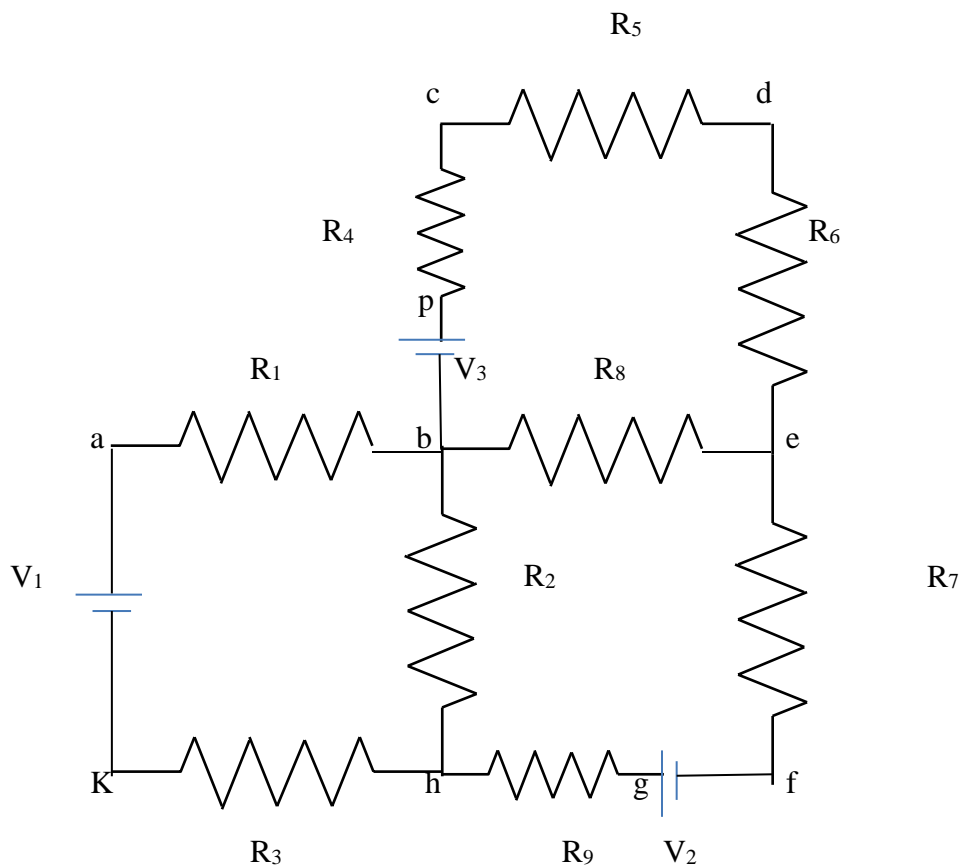 R₅
c d
R₄ R₆
p
V₃
R₁ R₈
a b e
V₁ R₂ R₇
K h g f
R₃ R₉ V₂